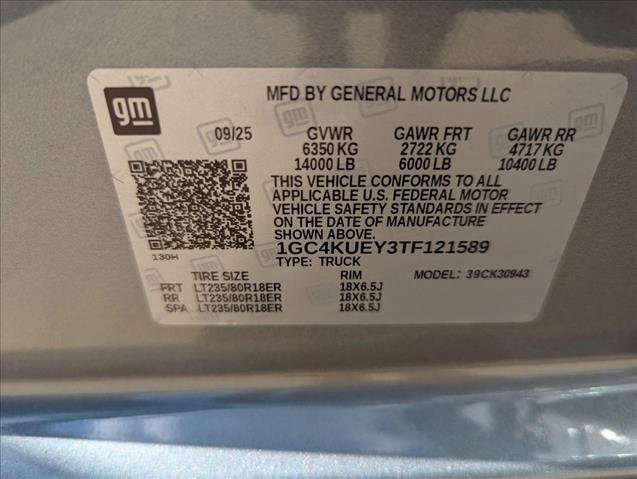 gm
MFD BY GENERAL MOTORS LLC
09/25 GVWR GAWR FRT GAWR RR
6350 KG 2722 KG 4717 KG
14000 LB 6000 LB 10400 LB
THIS VEHICLE CONFORMS TO ALL
APPLICABLE U.S. FEDERAL MOTOR
VEHICLE SAFETY STANDARDS IN EFFECT
ON THE DATE OF MANUFACTURE
SHOWN ABOVE.
1GC4KUEY3TF121589
130H TYPE: TRUCK
TIRE SIZE RIM MODEL: 39CK30943
FRT LT235/80R18ER 18X6.5J
RR LT235/80R18ER 18X6.5J
SPA LT235/80R18ER 18X6.5J